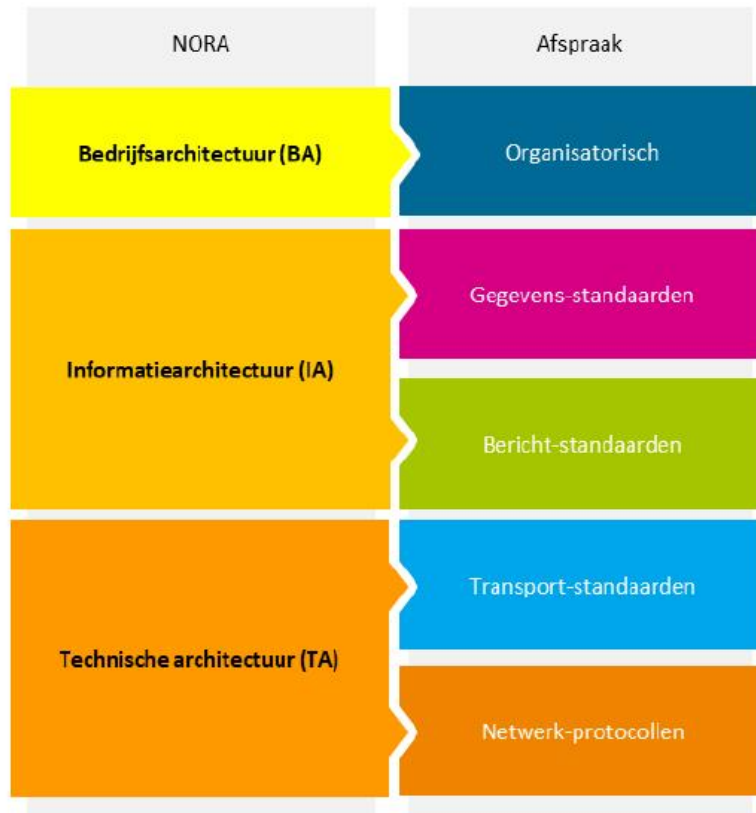 NORA
Afspraak
Bedrijfsarchitectuur (BA)
Organisatorisch
Informatiearchitectuur (IA)
Gegevens-standaarden
Bericht-standaarden
Technische architectuur (TA)
Transport-standaarden
Netwerk-protocollen